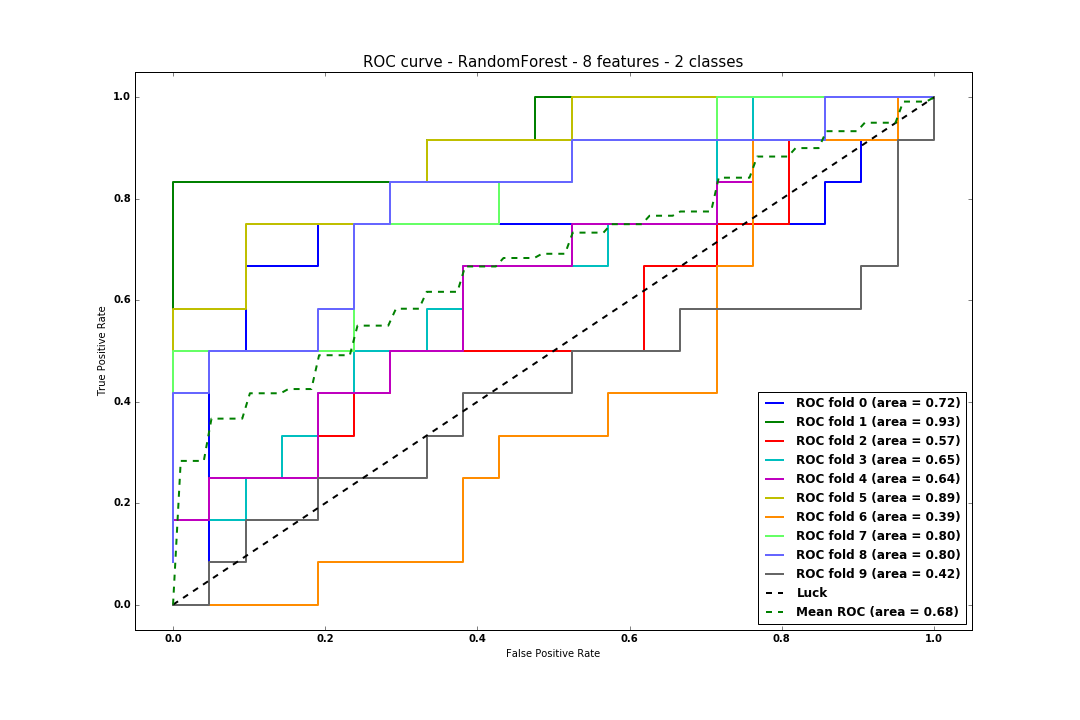 ROC curve - RandomForest - 8 features - 2 classes
1.0
0.8
0.6
0.4
0.2
0.0
True Positive Rate
0.0 0.2 0.4 0.6 0.8 1.0
False Positive Rate
ROC fold 0 (area = 0.72)
ROC fold 1 (area = 0.93)
ROC fold 2 (area = 0.57)
ROC fold 3 (area = 0.65)
ROC fold 4 (area = 0.64)
ROC fold 5 (area = 0.89)
ROC fold 6 (area = 0.39)
ROC fold 7 (area = 0.80)
ROC fold 8 (area = 0.80)
ROC fold 9 (area = 0.42)
Luck
Mean ROC (area = 0.68)